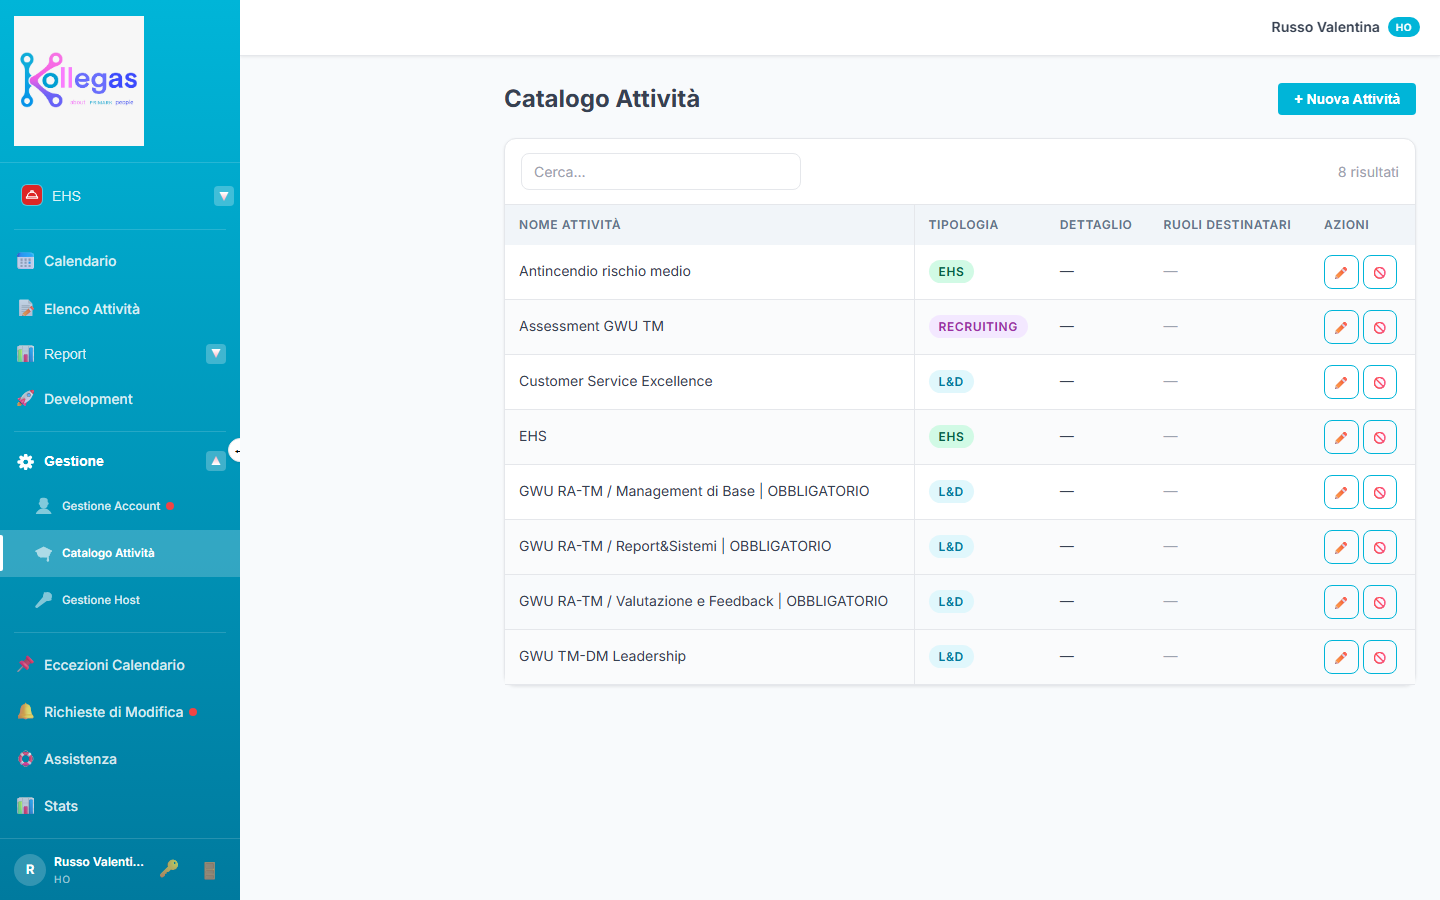 Kollegas
about PRIMARK people
EHS
Calendario
Elenco Attività
Report
Development
Gestione
Gestione Account
Catalogo Attività
Gestione Host
Eccezioni Calendario
Richieste di Modifica
Assistenza
Stats
R
Russo Valenti...
HO
Russo Valentina HO
Catalogo Attività
+ Nuova Attività
Cerca...
8 risultati
NOME ATTIVITÀ TIPOLOGIA DETTAGLIO RUOLI DESTINATARI AZIONI
Antincendio rischio medio EHS — —
Assessment GWU TM RECRUITING — —
Customer Service Excellence L&D — —
EHS EHS — —
GWU RA-TM / Management di Base | OBBLIGATORIO L&D — —
GWU RA-TM / Report&Sistemi | OBBLIGATORIO L&D — —
GWU RA-TM / Valutazione e Feedback | OBBLIGATORIO L&D — —
GWU TM-DM Leadership L&D — —